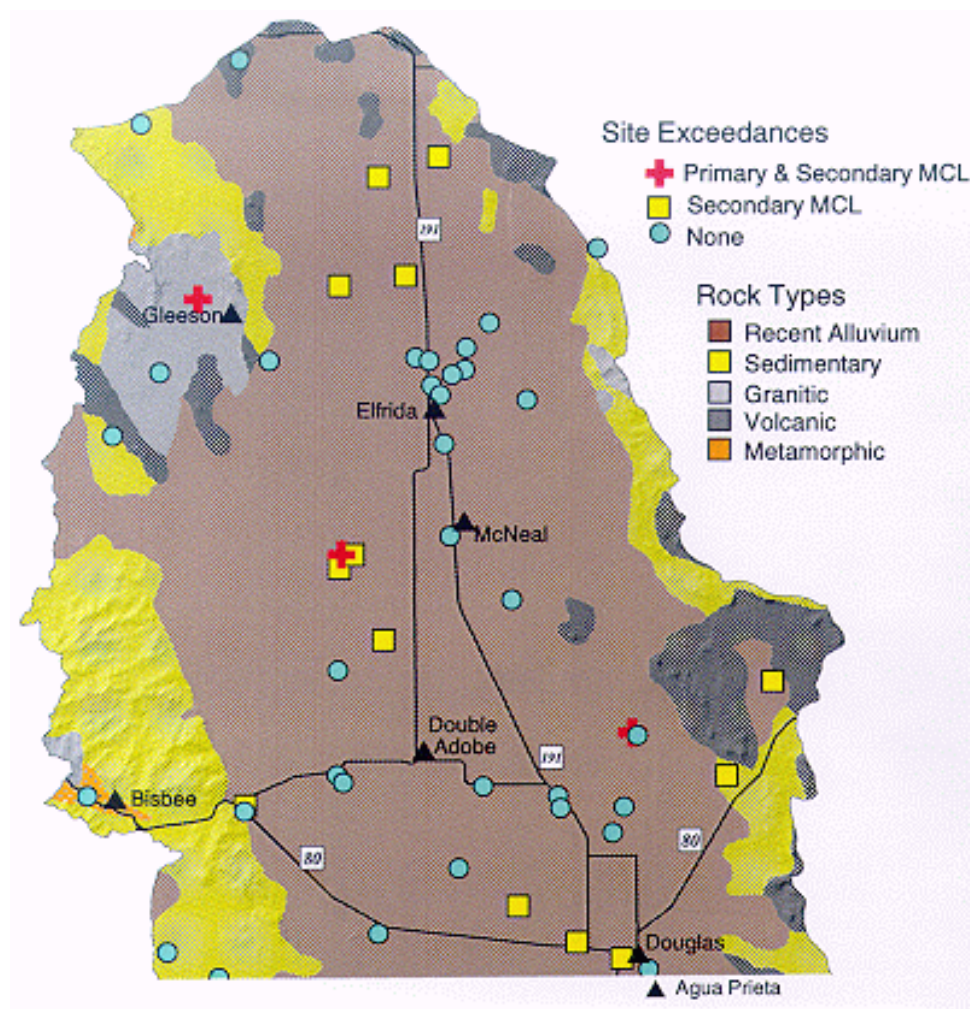 Site Exceedances
Primary & Secondary MCL
Secondary MCL
None
191
Rock Types
Gleeson
Recent Alluvium
Sedimentary
Granitic
Elfrida
Volcanic
Metamorphic
McNeal
Double
Adobe
191
Bisbee
80
80
Douglas
Agua Prieta